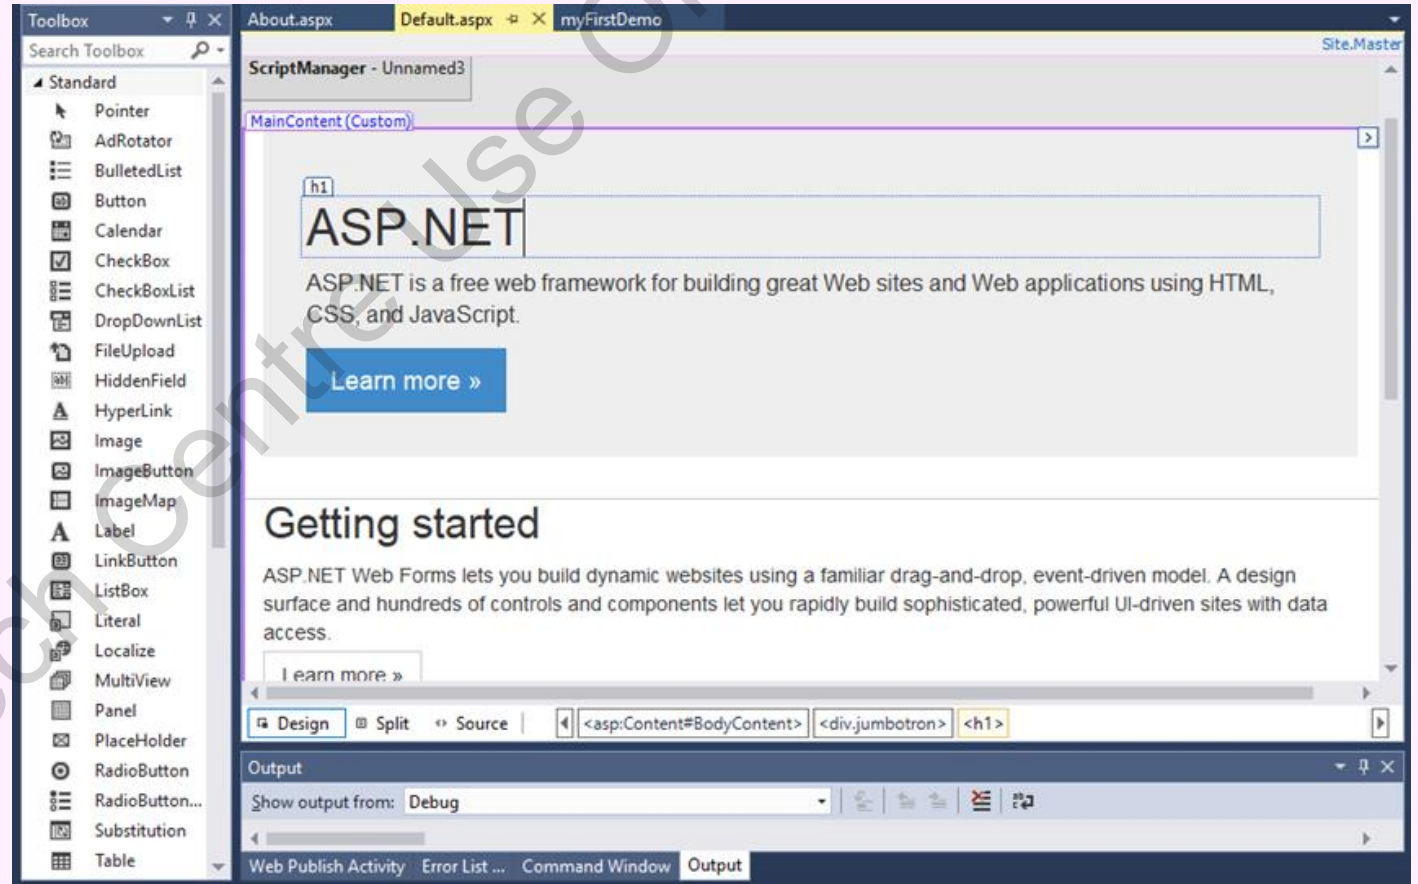 Toolbox
Search Toolbox
Standard
Pointer
AdRotator
BulletedList
Button
Calendar
CheckBox
CheckBoxList
DropDownList
FileUpload
HiddenField
HyperLink
Image
ImageButton
ImageMap
Label
LinkButton
ListBox
Literal
Localize
MultiView
Panel
PlaceHolder
RadioButton
RadioButton...
Substitution
Table
About.aspx Default.aspx myFirstDemo
Site.Master
ScriptManager - Unnamed3
MainContent (Custom)
h1
ASP.NET
ASP.NET is a free web framework for building great Web sites and Web applications using HTML,
CSS, and JavaScript.
Learn more »
Getting started
ASP.NET Web Forms lets you build dynamic websites using a familiar drag-and-drop, event-driven model. A design
surface and hundreds of controls and components let you rapidly build sophisticated, powerful UI-driven sites with data
access.
Learn more »
Design Split Source <asp:Content#BodyContent> <div.jumbotron> <h1>
Output
Show output from: Debug
Web Publish Activity Error List ... Command Window Output
Centre Use